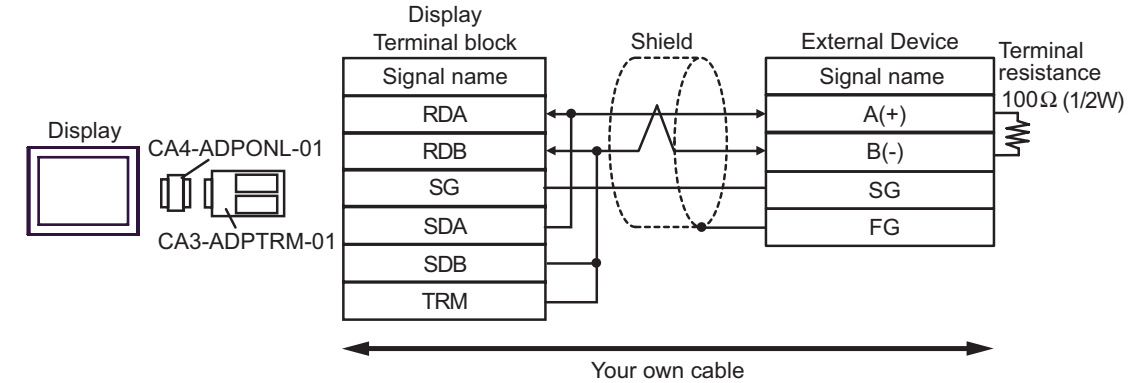 Display
CA4-ADPONL-01
CA3-ADPTRM-01
Display
Terminal block
Signal name
RDA
RDB
SG
SDA
SDB
TRM
Shield
External Device
Signal name
A(+)
B(-)
SG
FG
Terminal
resistance
100Ω (1/2W)
Your own cable